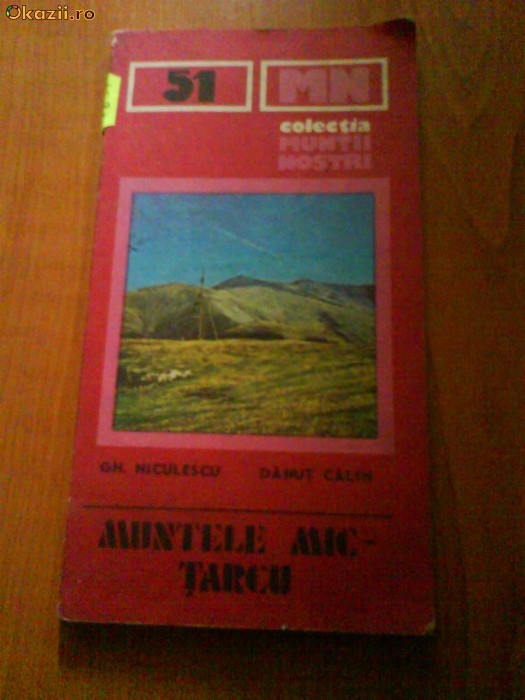 Okazii.ro
51
MN
colecția
MUNȚII
NOȘTRI
GH. NICULESCU DĂNUȚ CĂLIN
MUNTELE MIC-
ȚARCU